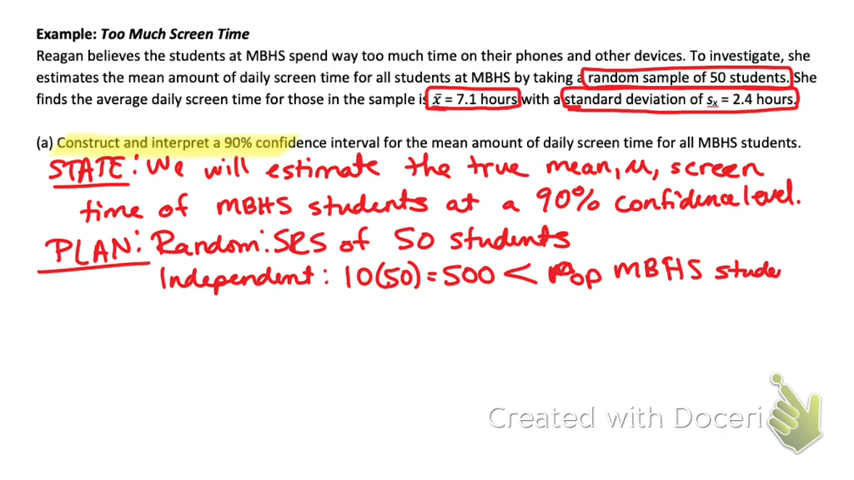 Example: Too Much Screen Time
Reagan believes the students at MBHS spend way too much time on their phones and other devices. To investigate, she
estimates the mean amount of daily screen time for all students at MBHS by taking a random sample of 50 students. She
finds the average daily screen time for those in the sample is x̄ = 7.1 hours with a standard deviation of sₓ = 2.4 hours.
(a) Construct and interpret a 90% confidence interval for the mean amount of daily screen time for all MBHS students.
STATE: We will estimate the true mean, μ, screen
time of MBHS students at a 90% confidence level.
PLAN: Random: SRS of 50 students
Independent: 10(50) = 500 < Pop MBHS stude
Created with Doceri